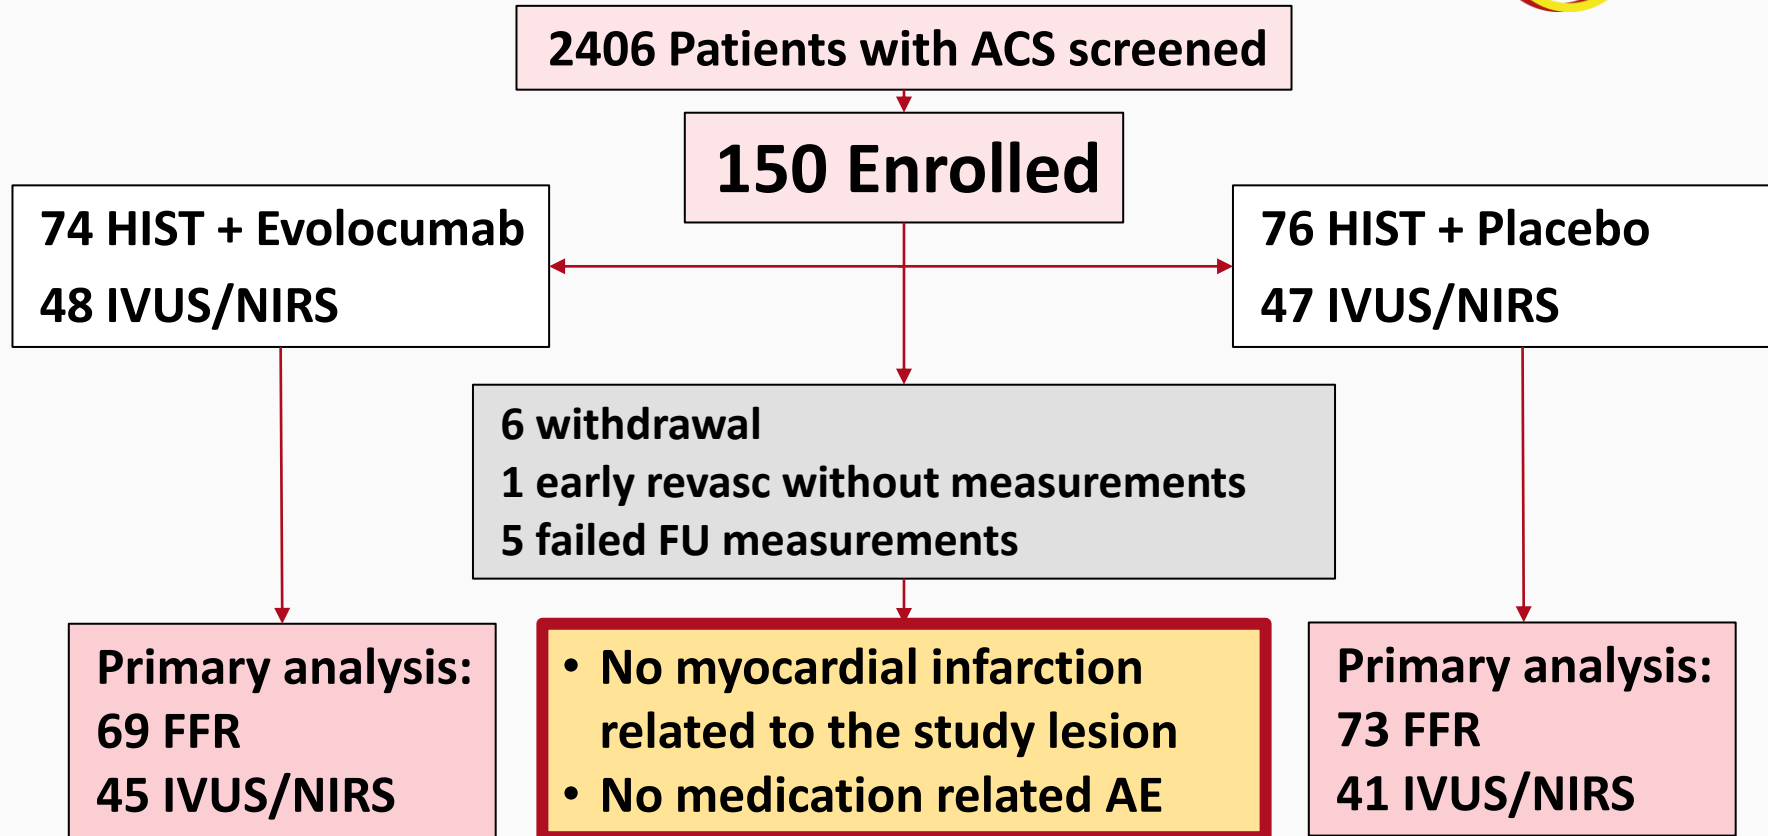 2406 Patients with ACS screened
150 Enrolled
74 HIST + Evolocumab
48 IVUS/NIRS
76 HIST + Placebo
47 IVUS/NIRS
6 withdrawal
1 early revasc without measurements
5 failed FU measurements
Primary analysis:
69 FFR
45 IVUS/NIRS
• No myocardial infarction
related to the study lesion
• No medication related AE
Primary analysis:
73 FFR
41 IVUS/NIRS